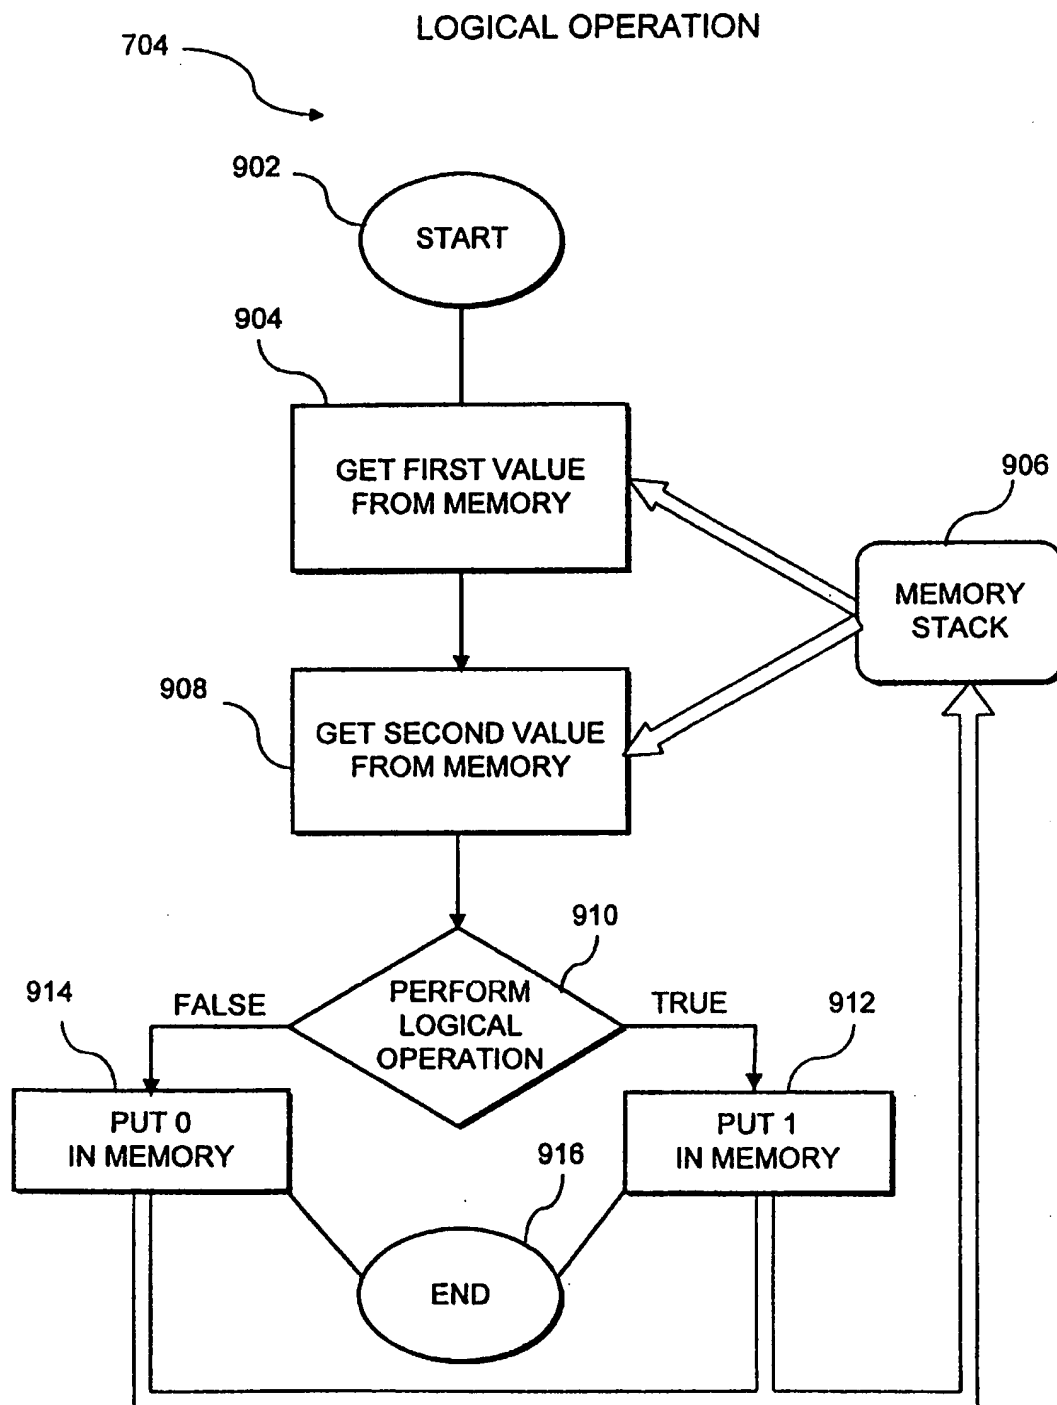 LOGICAL OPERATION
704
902
START
904
GET FIRST VALUE
FROM MEMORY
906
MEMORY
STACK
908
GET SECOND VALUE
FROM MEMORY
910
PERFORM
LOGICAL
OPERATION
FALSE
TRUE
914
912
PUT 0
IN MEMORY
PUT 1
IN MEMORY
916
END